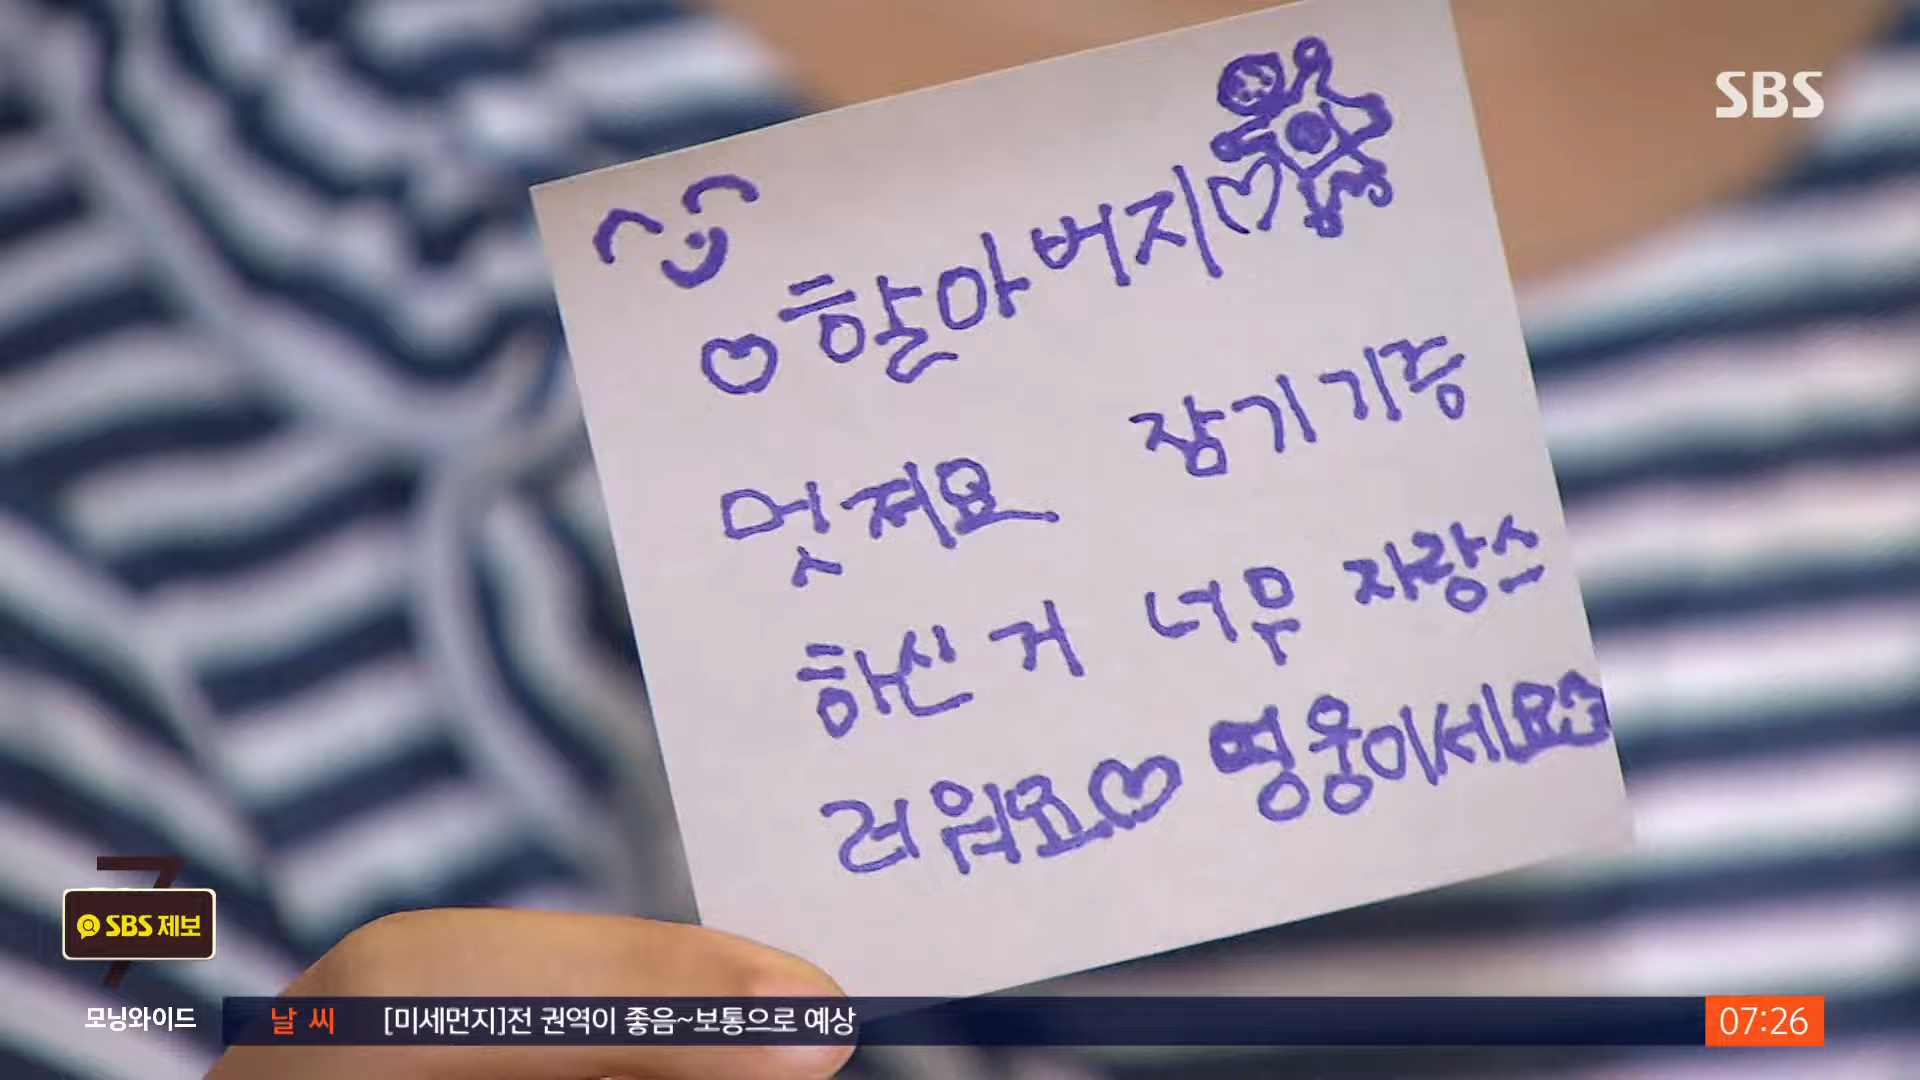 SBS
♡할아버지♡
멋져요 장기기증
하신거 너무 자랑스
러워요♡ 영웅이세요
SBS 제보
모닝와이드
날씨 [미세먼지]전 권역이 좋음~보통으로 예상
07:26